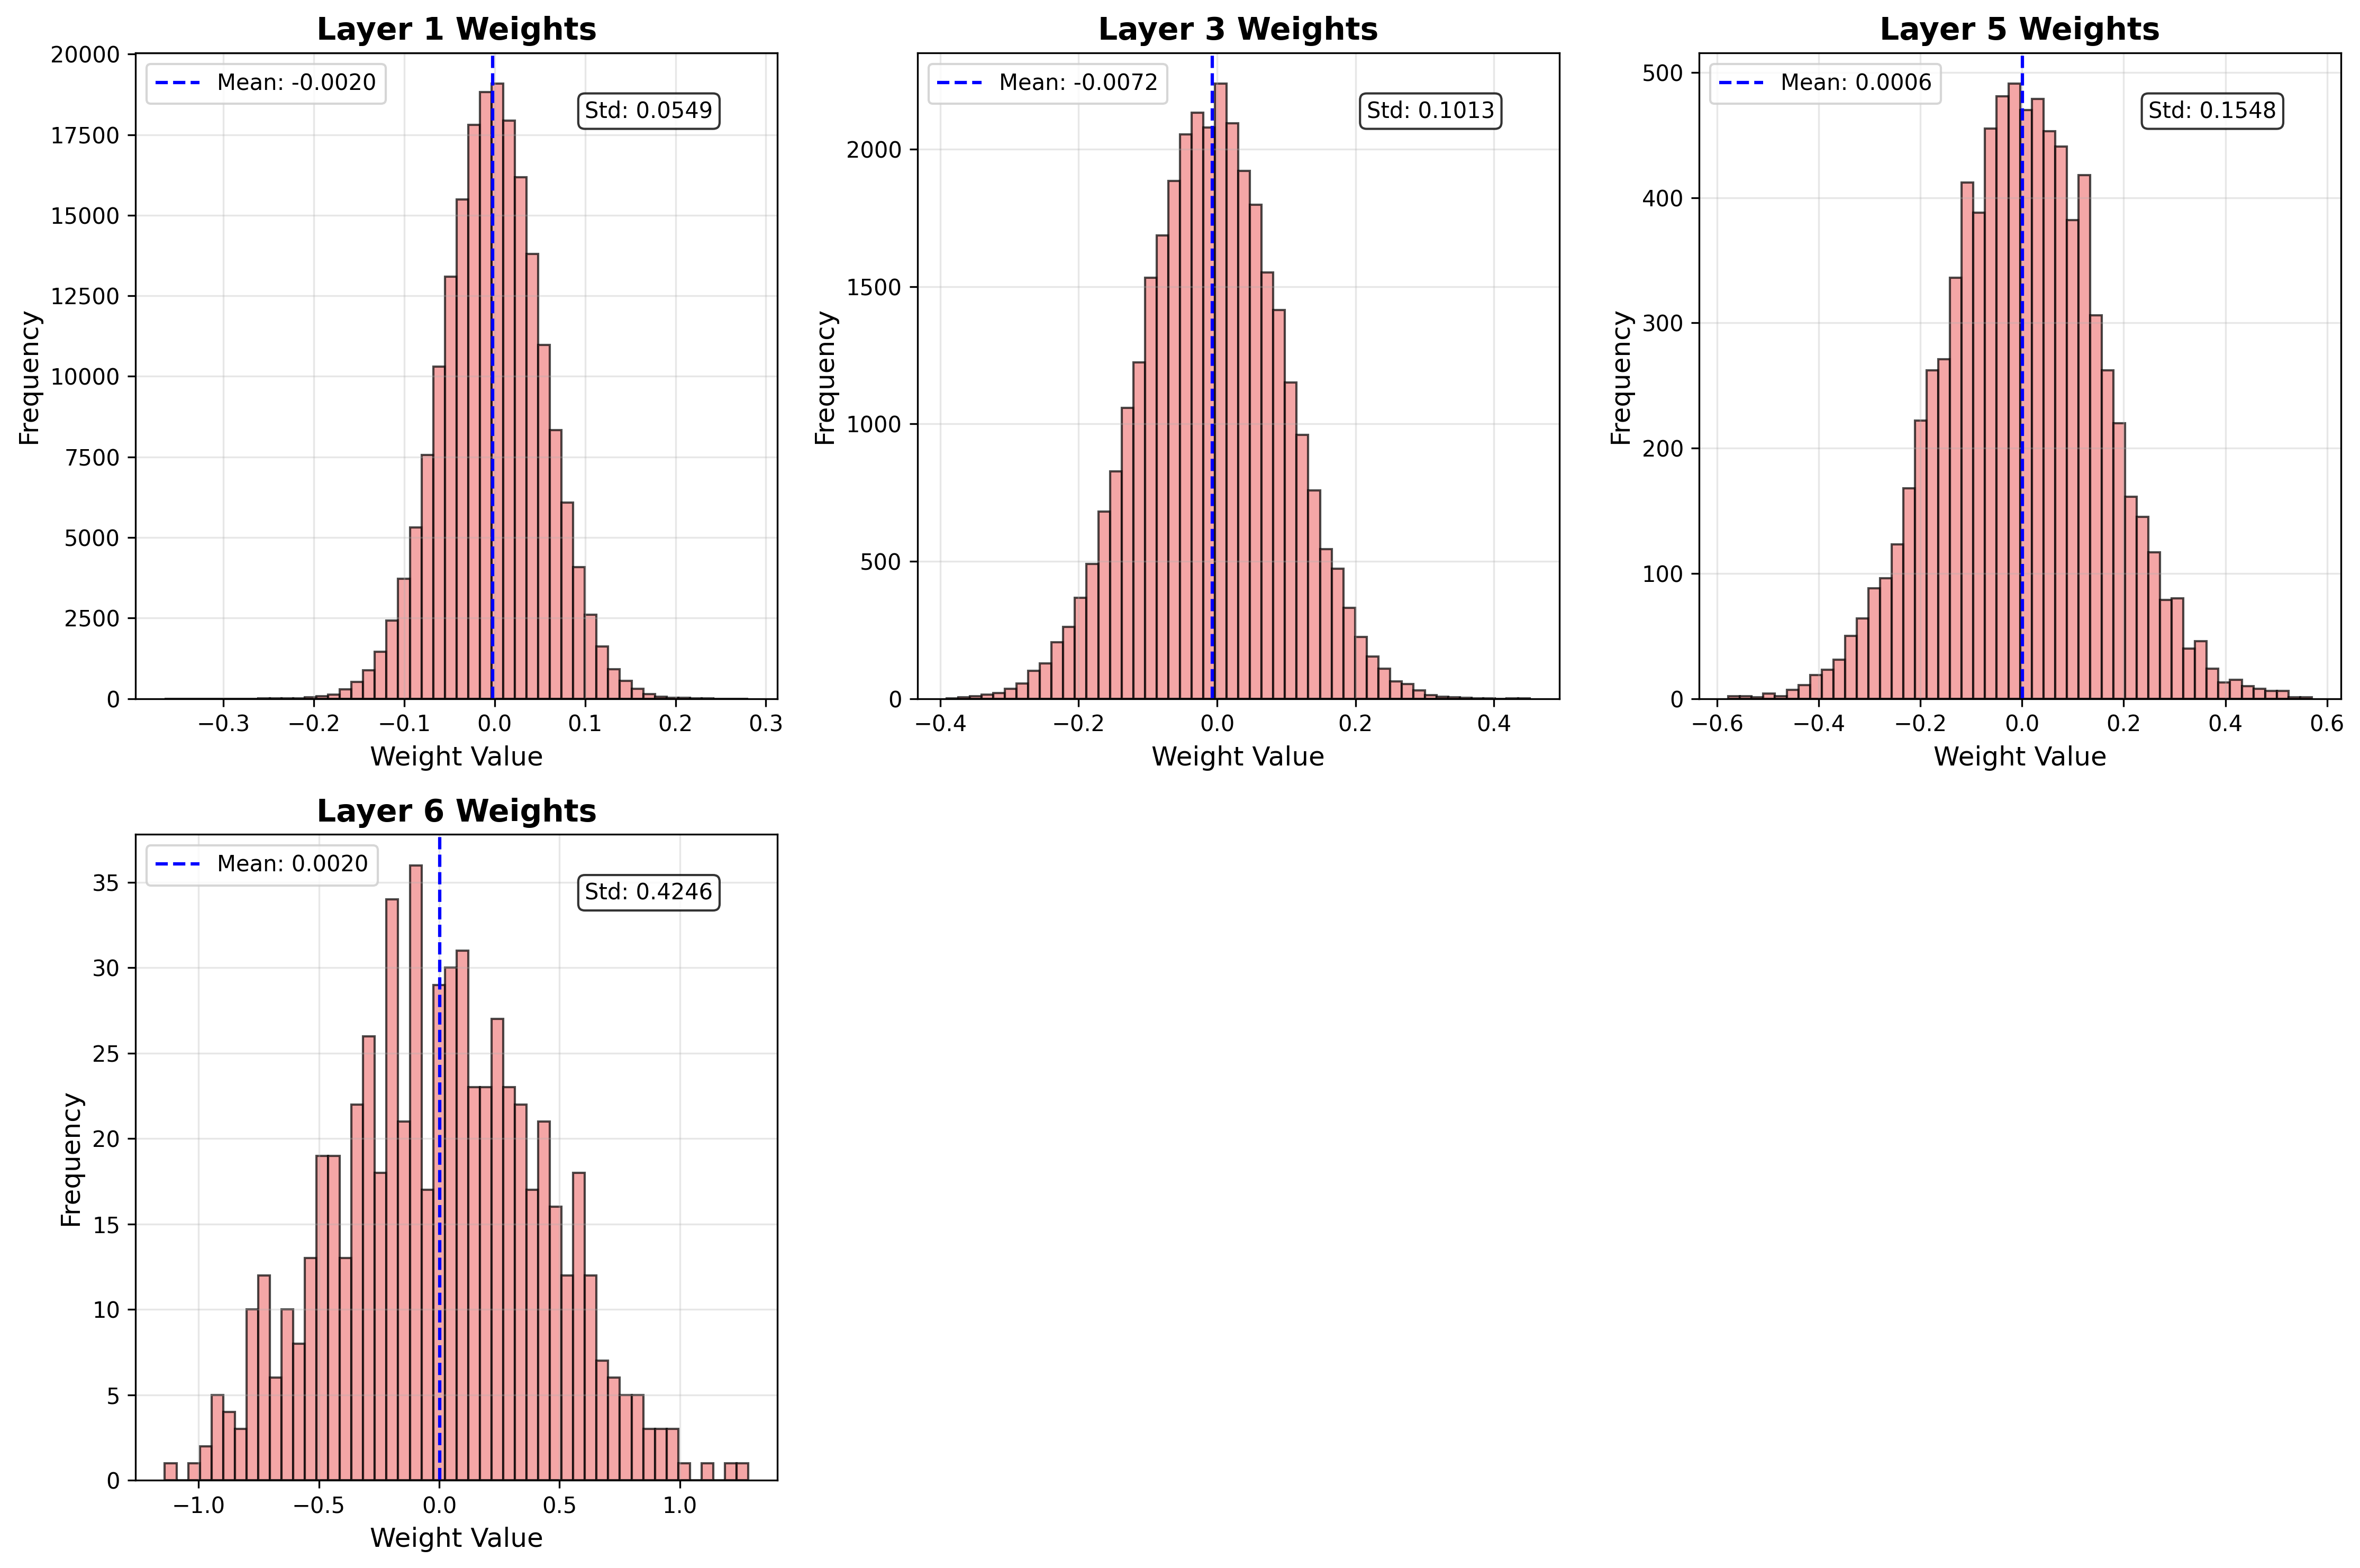 Layer 1 Weights
Mean: -0.0020
Std: 0.0549
20000
17500
15000
12500
10000
7500
5000
2500
0
Frequency
−0.3 −0.2 −0.1 0.0 0.1 0.2 0.3
Weight Value
Layer 3 Weights
Mean: -0.0072
Std: 0.1013
2000
1500
1000
500
0
Frequency
−0.4 −0.2 0.0 0.2 0.4
Weight Value
Layer 5 Weights
Mean: 0.0006
Std: 0.1548
500
400
300
200
100
0
Frequency
−0.6 −0.4 −0.2 0.0 0.2 0.4 0.6
Weight Value
Layer 6 Weights
Mean: 0.0020
Std: 0.4246
35
30
25
20
15
10
5
0
Frequency
−1.0 −0.5 0.0 0.5 1.0
Weight Value